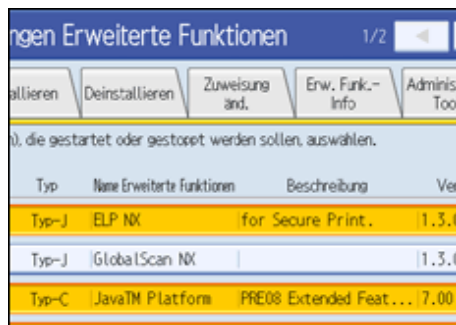 ngen Erweiterte Funktionen 1/2
allieren Deinstallieren Zuweisung änd. Erw. Funk.- Info Adminis Too
), die gestartet oder gestoppt werden sollen, auswählen.
Typ Name Erweiterte Funktionen Beschreibung Ve
Typ-J ELP NX for Secure Print. 1.3.0
Typ-J GlobalScan NX 1.3.0
Typ-C JavaTM Platform PRE08 Extended Feat... 7.00